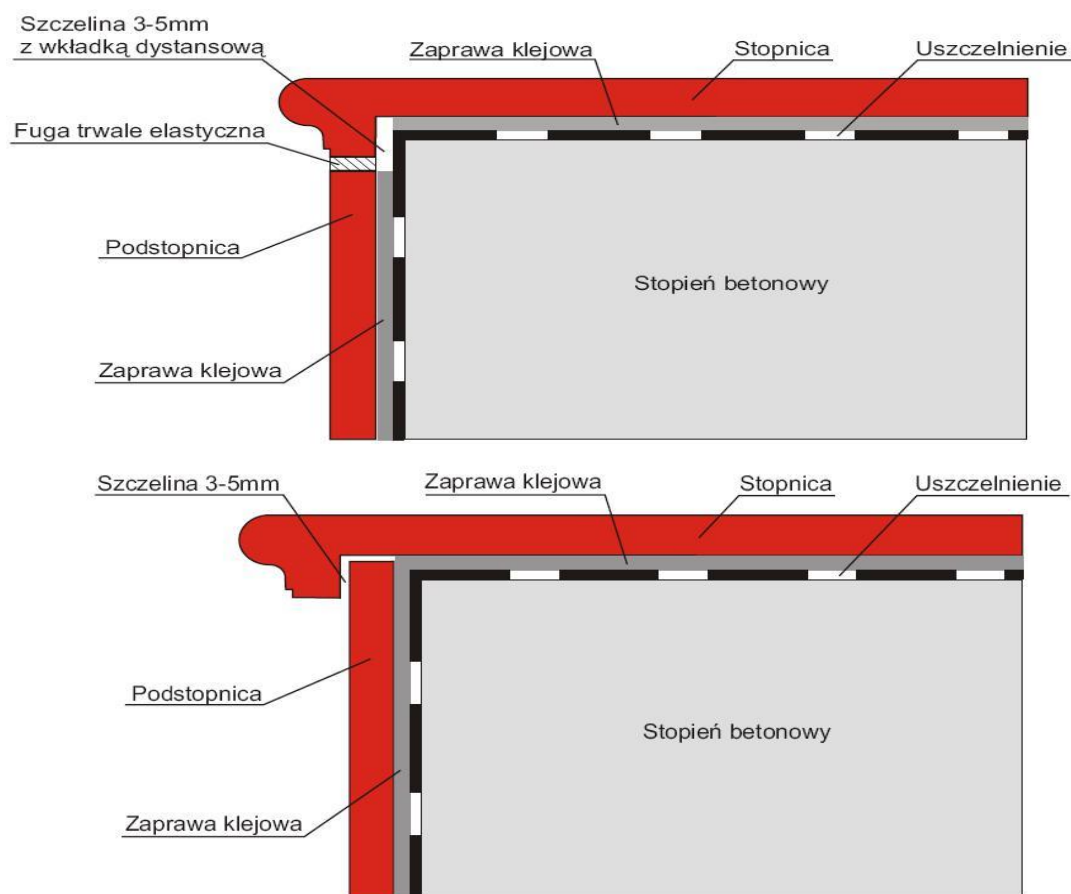 Szczelina 3-5mm
z wkładką dystansową
Zaprawa klejowa
Stopnica
Uszczelnienie
Fuga trwale elastyczna
Podstopnica
Stopień betonowy
Zaprawa klejowa
Szczelina 3-5mm
Zaprawa klejowa
Stopnica
Uszczelnienie
Podstopnica
Stopień betonowy
Zaprawa klejowa